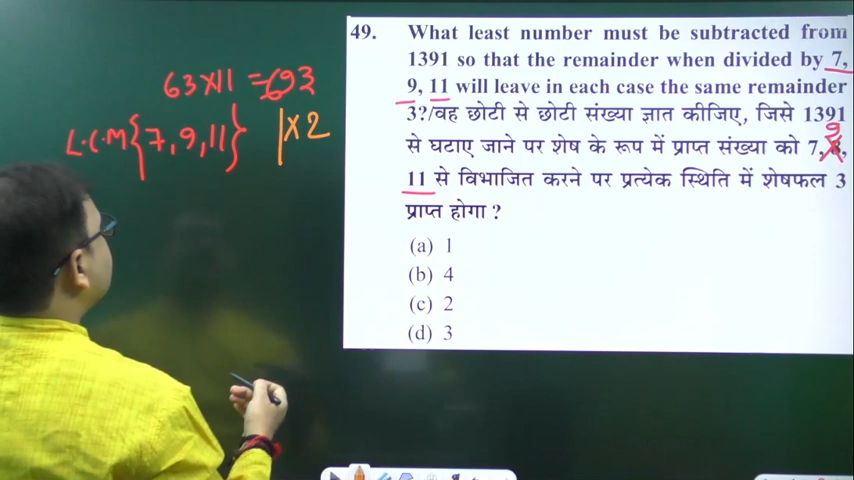 63×11 = 693
L.C.M{7,9,11} |×2
49. What least number must be subtracted from
1391 so that the remainder when divided by 7,
9, 11 will leave in each case the same remainder
3?/वह छोटी से छोटी संख्या ज्ञात कीजिए, जिसे 1391
से घटाए जाने पर शेष के रूप में प्राप्त संख्या को 7, 9,
11 से विभाजित करने पर प्रत्येक स्थिति में शेषफल 3
प्राप्त होगा ?
(a) 1
(b) 4
(c) 2
(d) 3